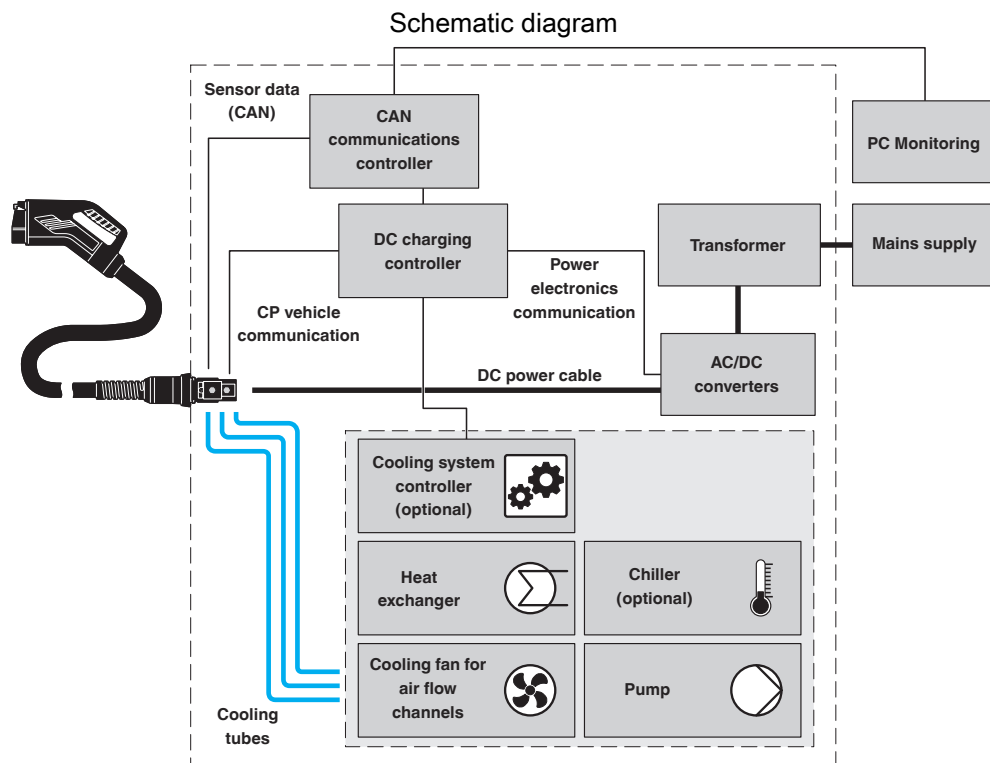 Schematic diagram
Sensor data
(CAN)
CAN
communications
controller
PC Monitoring
DC charging
controller
Transformer
Mains supply
CP vehicle
communication
Power
electronics
communication
AC/DC
converters
DC power cable
Cooling system
controller
(optional)
Heat
exchanger
Chiller
(optional)
Cooling fan for
air flow
channels
Pump
Cooling
tubes